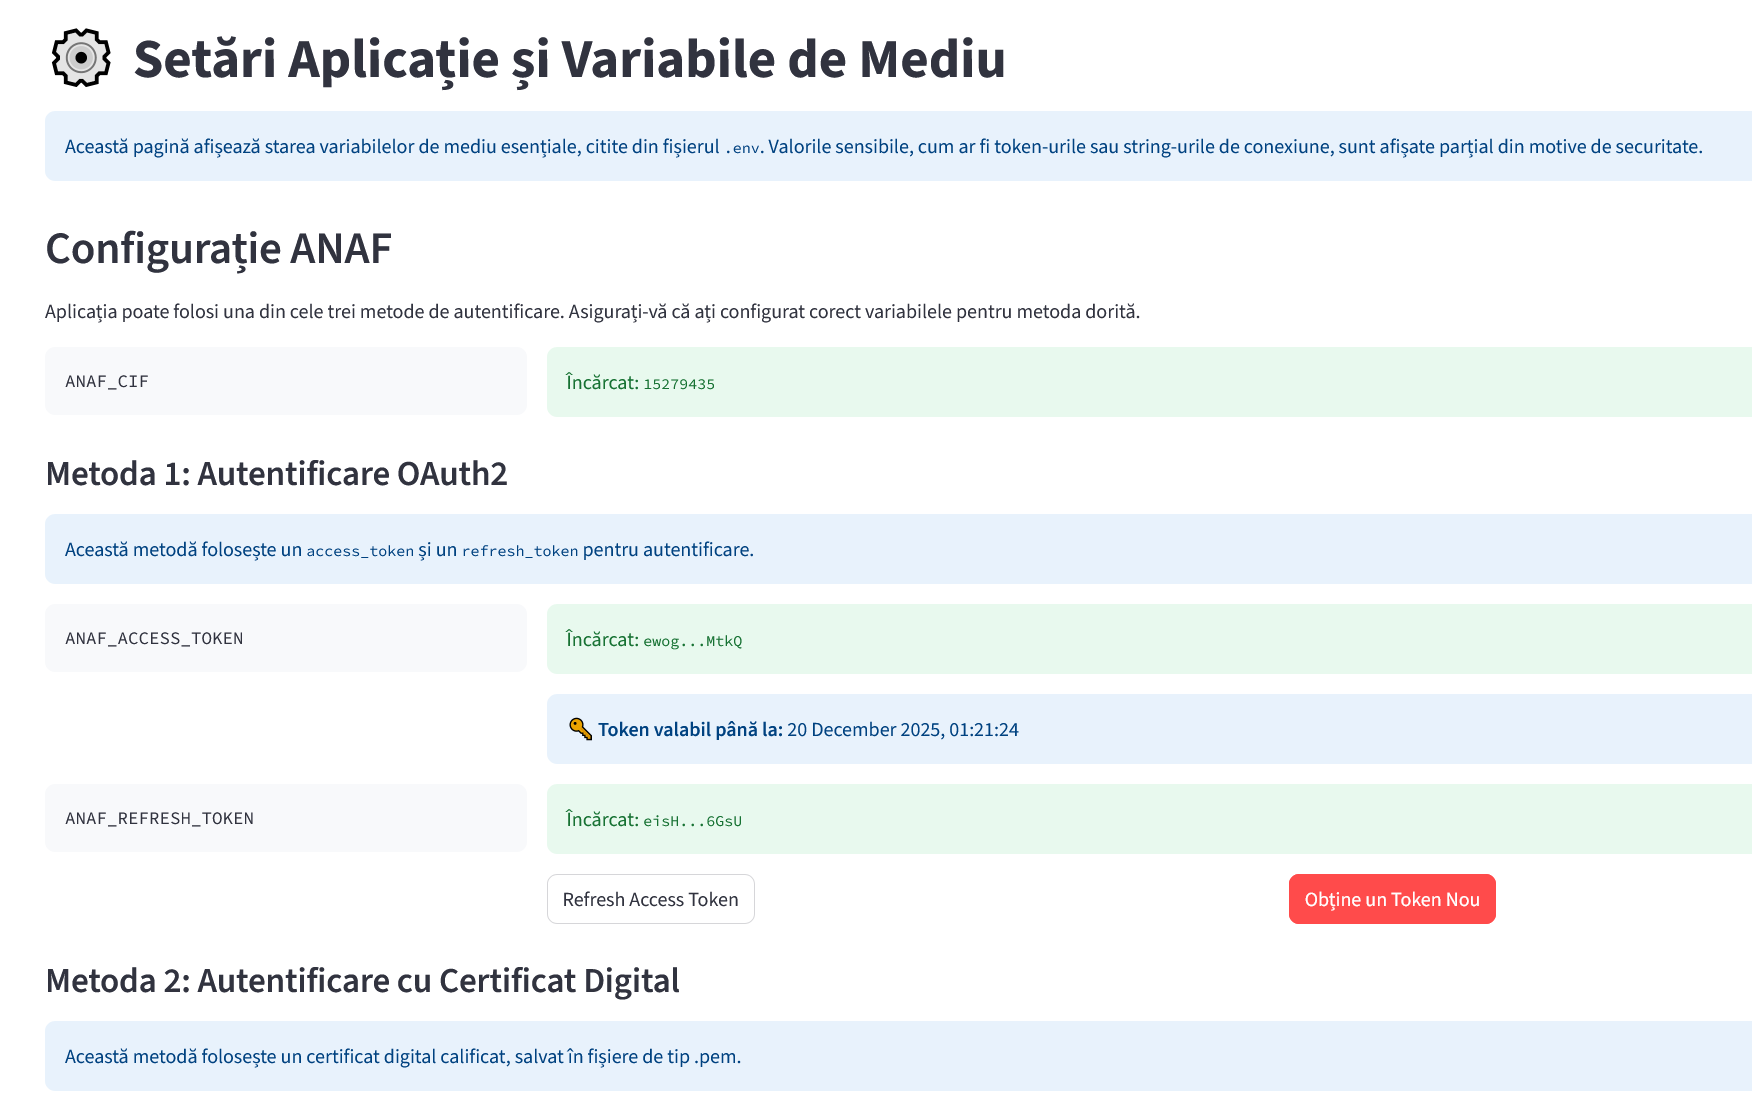 Setări Aplicație și Variabile de Mediu
Această pagină afișează starea variabilelor de mediu esențiale, citite din fișierul .env. Valorile sensibile, cum ar fi token-urile sau string-urile de conexiune, sunt afișate parțial din motive de securitate.
Configurație ANAF
Aplicația poate folosi una din cele trei metode de autentificare. Asigurați-vă că ați configurat corect variabilele pentru metoda dorită.
ANAF_CIF
Încărcat: 15279435
Metoda 1: Autentificare OAuth2
Această metodă folosește un access_token și un refresh_token pentru autentificare.
ANAF_ACCESS_TOKEN
Încărcat: ewog...MtkQ
Token valabil până la: 20 December 2025, 01:21:24
ANAF_REFRESH_TOKEN
Încărcat: eisH...6GsU
Refresh Access Token
Obține un Token Nou
Metoda 2: Autentificare cu Certificat Digital
Această metodă folosește un certificat digital calificat, salvat în fișiere de tip .pem.